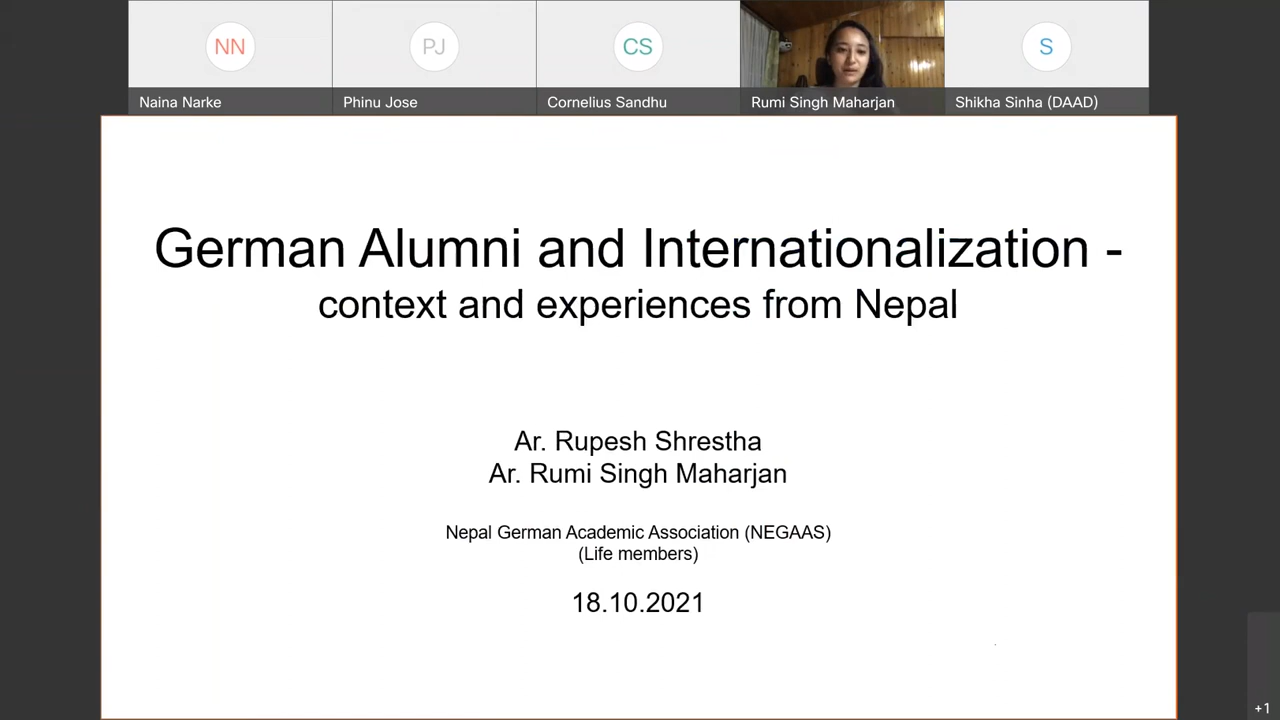 NN
PJ
CS
S
Naina Narke
Phinu Jose
Cornelius Sandhu
Rumi Singh Maharjan
Shikha Sinha (DAAD)
German Alumni and Internationalization -
context and experiences from Nepal
Ar. Rupesh Shrestha
Ar. Rumi Singh Maharjan
Nepal German Academic Association (NEGAAS)
(Life members)
18.10.2021
+1